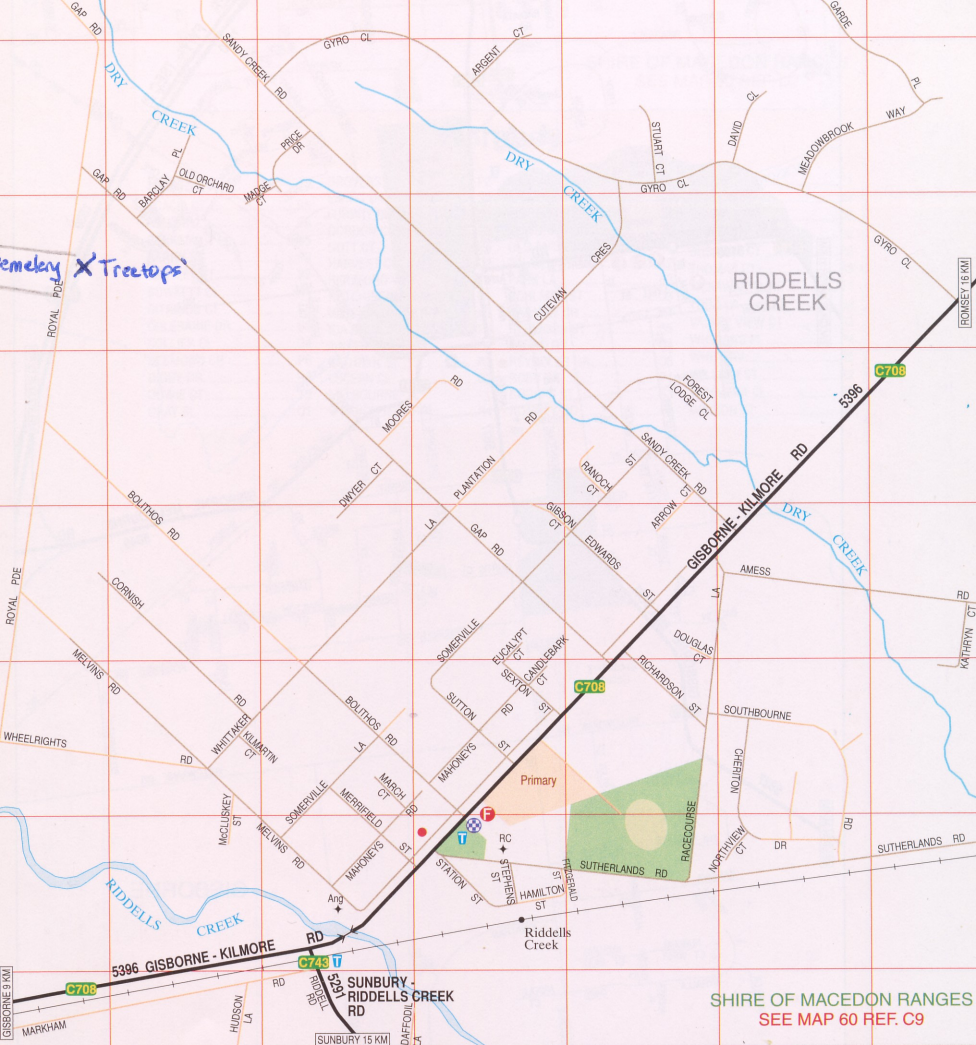 GAP RD
SANDY CREEK RD
GYRO CL
ARGENT CT
GARDE PL
DRY CREEK
PRICE DR
STUART CT
DAVID CL
MEADOWBROOK WAY
DRY CREEK
BARCLAY PL
OLD ORCHARD CT
MADGE CT
GAP RD
GYRO CL
GYRO CL
emetery X Treetops'
ROYAL PDE
CUTEVAN CRES
RIDDELLS
CREEK
ROMSEY 16 KM
C708
5396
MOORES RD
FOREST
LODGE CL
DWYER CT
PLANTATION RD
RANOCH CT
ST
SANDY CREEK RD
ARROW CT
GISBORNE - KILMORE RD
BOLITHOS RD
LA
GAP RD
GIBSON CT
EDWARDS ST
DRY CREEK
ROYAL PDE
CORNISH RD
AMESS RD
LA
KATHRYN CT
MELVINS RD
SOMERVILLE
EUCALYPT CT
CANDLEBARK CT
SEXTON ST
DOUGLAS CT
RICHARDSON ST
C708
SUTTON ST
RD
BOLITHOS RD
SOUTHBOURNE RD
WHEELRIGHTS RD
WHITTAKER
KILMARTIN CT
LA
MAHONEYS
CHERITON DR
Primary
McCLUSKEY ST
SOMERVILLE
MARCH CT
MERRIFIELD ST
RD
MELVINS RD
MAHONEYS
F
T
RC
RACECOURSE
NORTHVIEW CT
SUTHERLANDS RD
SUTHERLANDS RD
STATION ST
STEPHENS ST
HAMILTON ST
FITZGERALD ST
Ang
RIDDELLS CREEK
Riddells
Creek
5396 GISBORNE - KILMORE RD
C743
T
5291
SUNBURY -
RIDDELLS CREEK
RD
C708
GISBORNE 9 KM
MARKHAM RD
HUDSON LA
RIDDELL RD
DAFFODIL LA
SUNBURY 15 KM
SHIRE OF MACEDON RANGES
SEE MAP 60 REF. C9